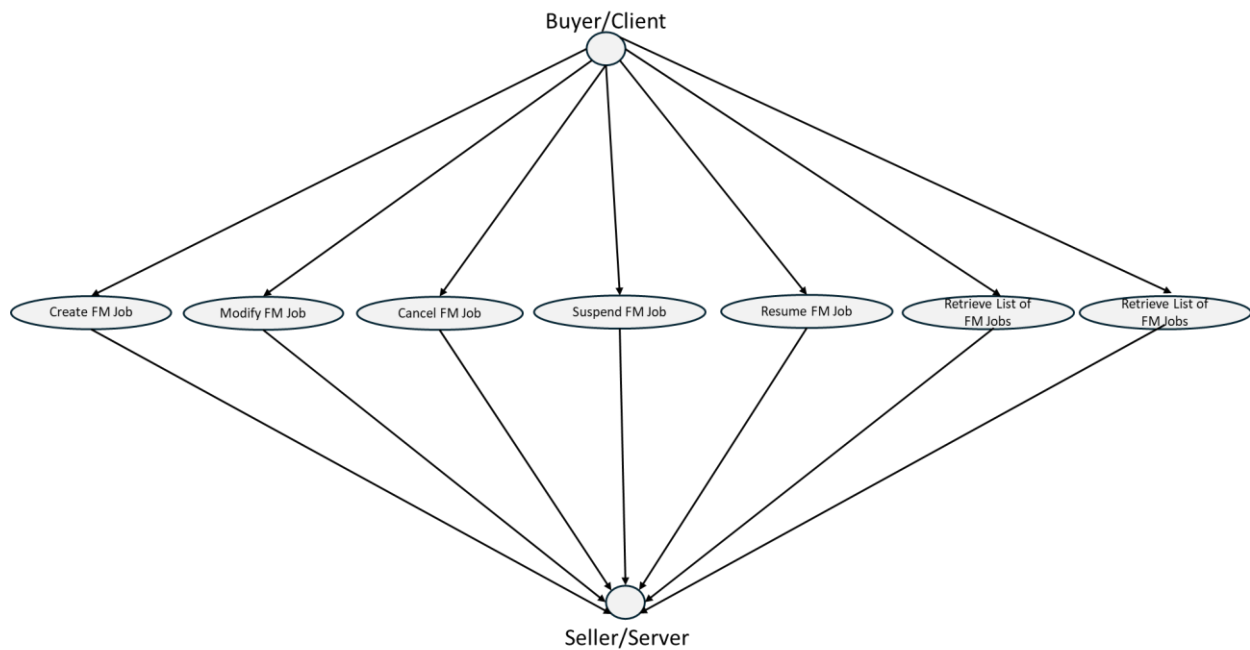 Buyer/Client
Create FM Job
Modify FM Job
Cancel FM Job
Suspend FM Job
Resume FM Job
Retrieve List of
FM Jobs
Retrieve List of
FM Jobs
Seller/Server